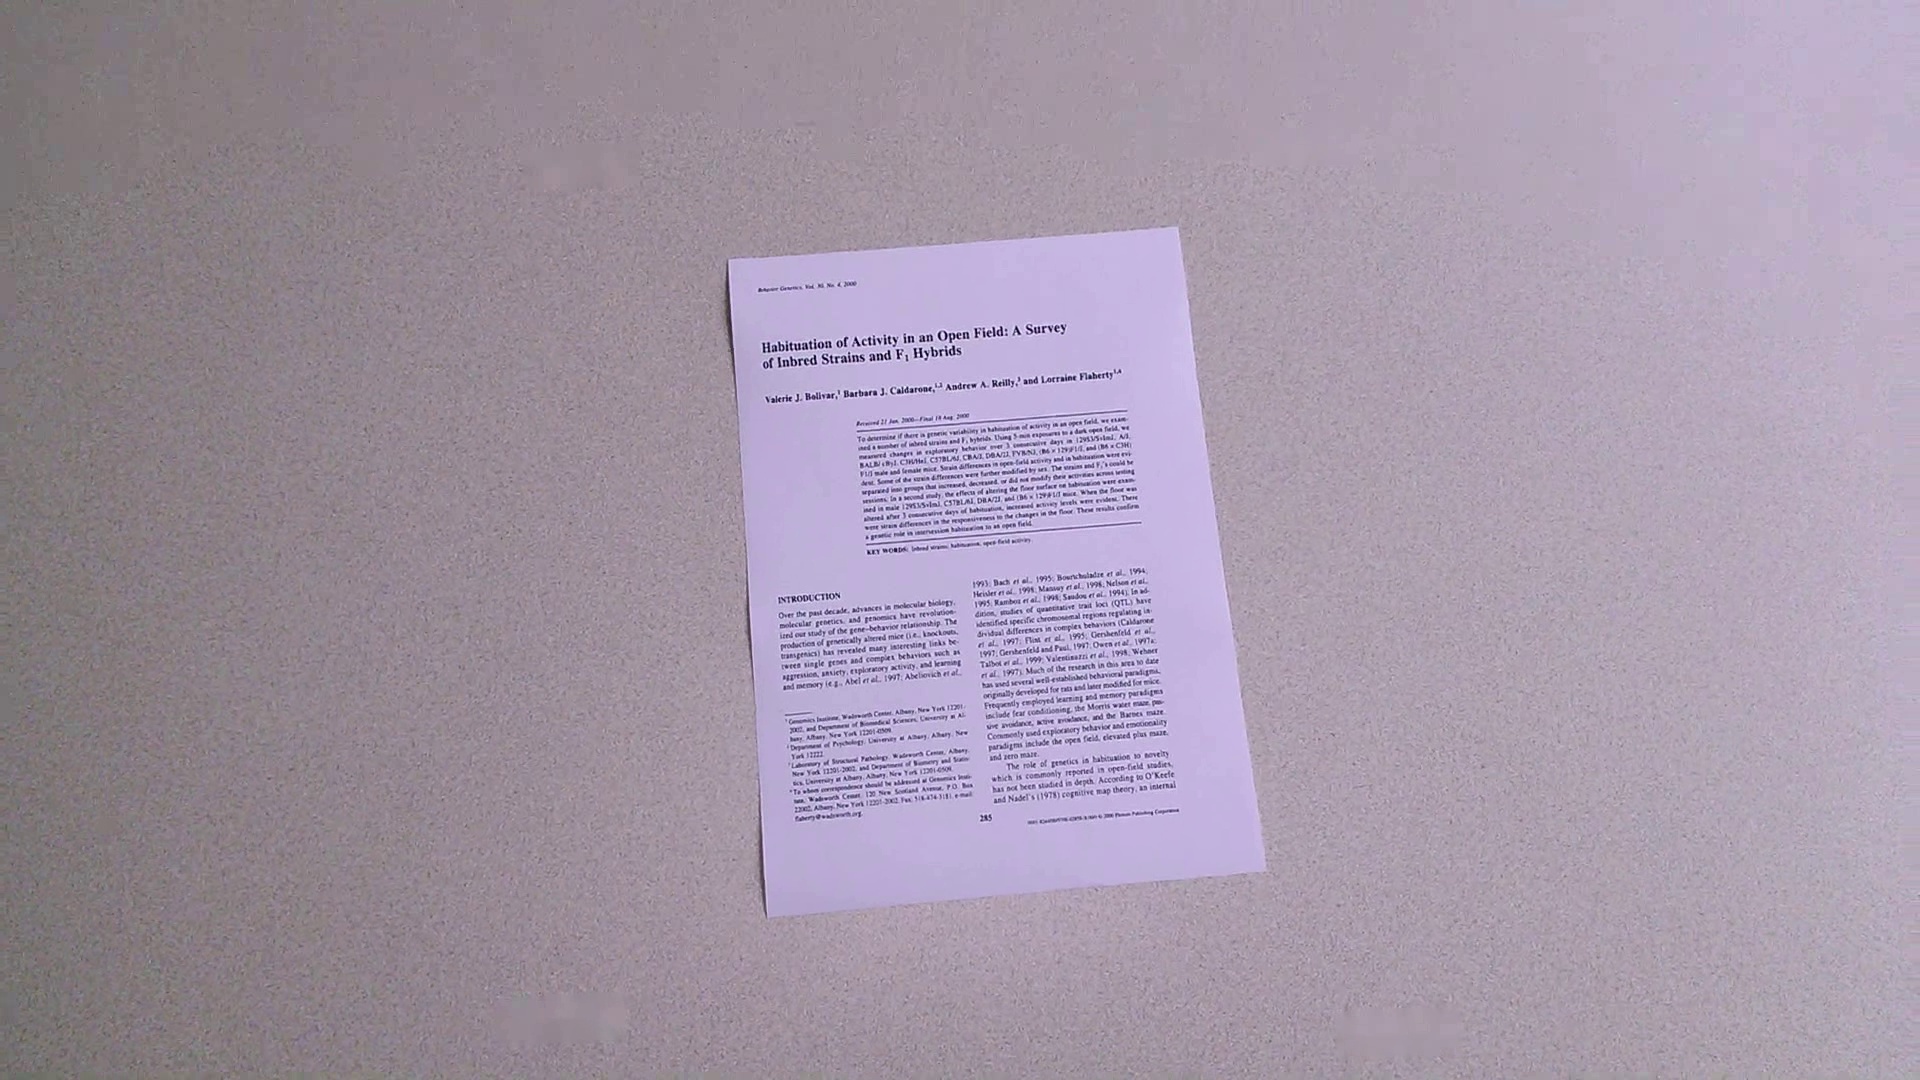 Behavior Genetics, Vol. 30, No. 4, 2000
Habituation of Activity in an Open Field: A Survey
of Inbred Strains and F₁ Hybrids
Valerie J. Bolivar,¹ Barbara J. Caldarone,¹,² Andrew A. Reilly,³ and Lorraine Flaherty¹,⁴
Received 21 Jan. 2000—Final 18 Aug. 2000
To determine if there is genetic variability in habituation of activity in an open field, we exam-
ined a number of inbred strains and F₁ hybrids. Using 5-min exposures to a dark open field, we
measured changes in exploratory behavior over 3 consecutive days in 129S3/SvImJ, A/J,
BALB/cByJ, C3H/HeJ, C57BL/6J, CBA/J, DBA/2J, FVB/NJ, (B6 × 129)F1/J, and (B6 × C3H)
F1/J male and female mice. Strain differences in open-field activity and in habituation were evi-
dent. Some of the strain differences were further modified by sex. The strains and F₁'s could be
separated into groups that increased, decreased, or did not modify their activities across testing
sessions. In a second study, the effects of altering the floor surface on habituation were exam-
ined in male 129S3/SvImJ, C57BL/6J, DBA/2J, and (B6 × 129)F1/J mice. When the floor was
altered after 3 consecutive days of habituation, increased activity levels were evident. There
were strain differences in the responsiveness to the changes in the floor. These results confirm
a genetic role in intersession habituation to an open field.
KEY WORDS: Inbred strains; habituation; open-field activity.
INTRODUCTION
Over the past decade, advances in molecular biology,
molecular genetics, and genomics have revolution-
ized our study of the gene–behavior relationship. The
production of genetically altered mice (i.e., knockouts,
transgenics) has revealed many interesting links be-
tween single genes and complex behaviors such as
aggression, anxiety, exploratory activity, and learning
and memory (e.g., Abel et al., 1997; Abeliovich et al.,
¹ Genomics Institute, Wadsworth Center, Albany, New York 12201-
2002, and Department of Biomedical Sciences, University at Al-
bany, Albany, New York 12201-0509.
² Department of Psychology, University at Albany, Albany, New
York 12222.
³ Laboratory of Structural Pathology, Wadsworth Center, Albany,
New York 12201-2002, and Department of Biometry and Statis-
tics, University at Albany, Albany, New York 12201-0509.
⁴ To whom correspondence should be addressed at Genomics Insti-
tute, Wadsworth Center, 120 New Scotland Avenue, P.O. Box
22002, Albany, New York 12201-2002. Fax: 518-474-3181. e-mail:
flaherty@wadsworth.org.
1993; Bach et al., 1995; Bourtchuladze et al., 1994;
Heisler et al., 1998; Mansuy et al., 1998; Nelson et al.,
1995; Ramboz et al., 1998; Saudou et al., 1994). In ad-
dition, studies of quantitative trait loci (QTL) have
identified specific chromosomal regions regulating in-
dividual differences in complex behaviors (Caldarone
et al., 1997; Flint et al., 1995; Gershenfeld et al.,
1997; Gershenfeld and Paul, 1997; Owen et al., 1997a;
Talbot et al., 1999; Valentinuzzi et al., 1998; Wehner
et al., 1997). Much of the research in this area to date
has used several well-established behavioral paradigms,
originally developed for rats and later modified for mice.
Frequently employed learning and memory paradigms
include fear conditioning, the Morris water maze, pas-
sive avoidance, active avoidance, and the Barnes maze.
Commonly used exploratory behavior and emotionality
paradigms include the open field, elevated plus maze,
and zero maze.
The role of genetics in habituation to novelty
which is commonly reported in open-field studies,
has not been studied in depth. According to O'Keefe
and Nadel's (1978) cognitive map theory, an internal
285
© 2000 Plenum Publishing Corporation